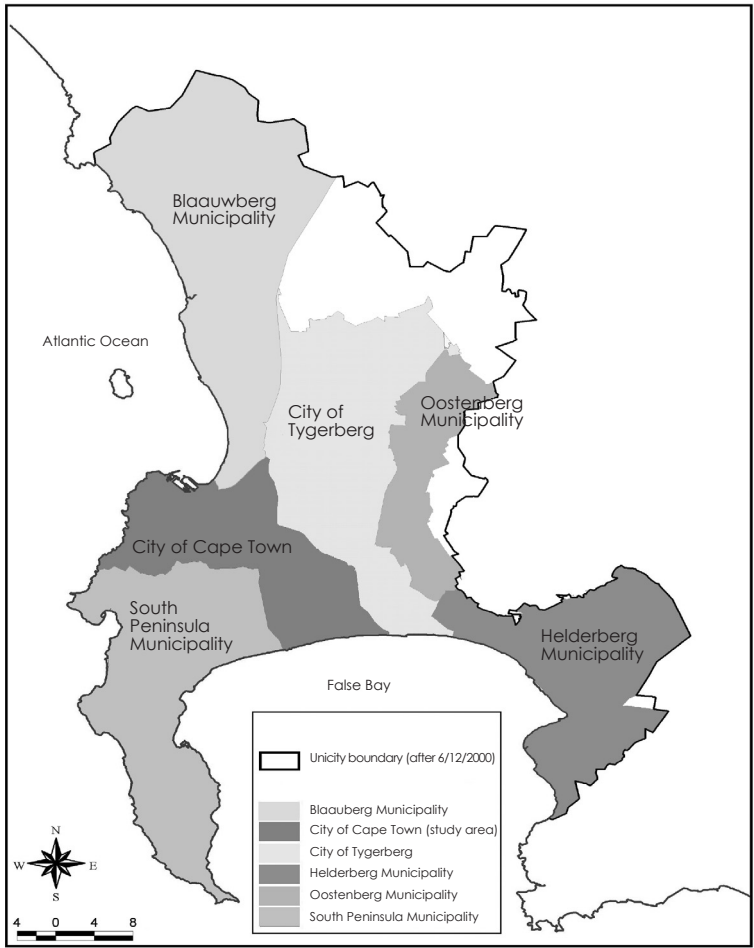 Blaauwberg
Municipality
Atlantic Ocean
City of
Tygerberg
Oostenberg
Municipality
City of Cape Town
South
Peninsula
Municipality
Helderberg
Municipality
False Bay
Unicity boundary (after 6/12/2000)
Blaauberg Municipality
City of Cape Town (study area)
City of Tygerberg
Helderberg Municipality
Oostenberg Municipality
South Peninsula Municipality
N
W E
S
4 0 4 8